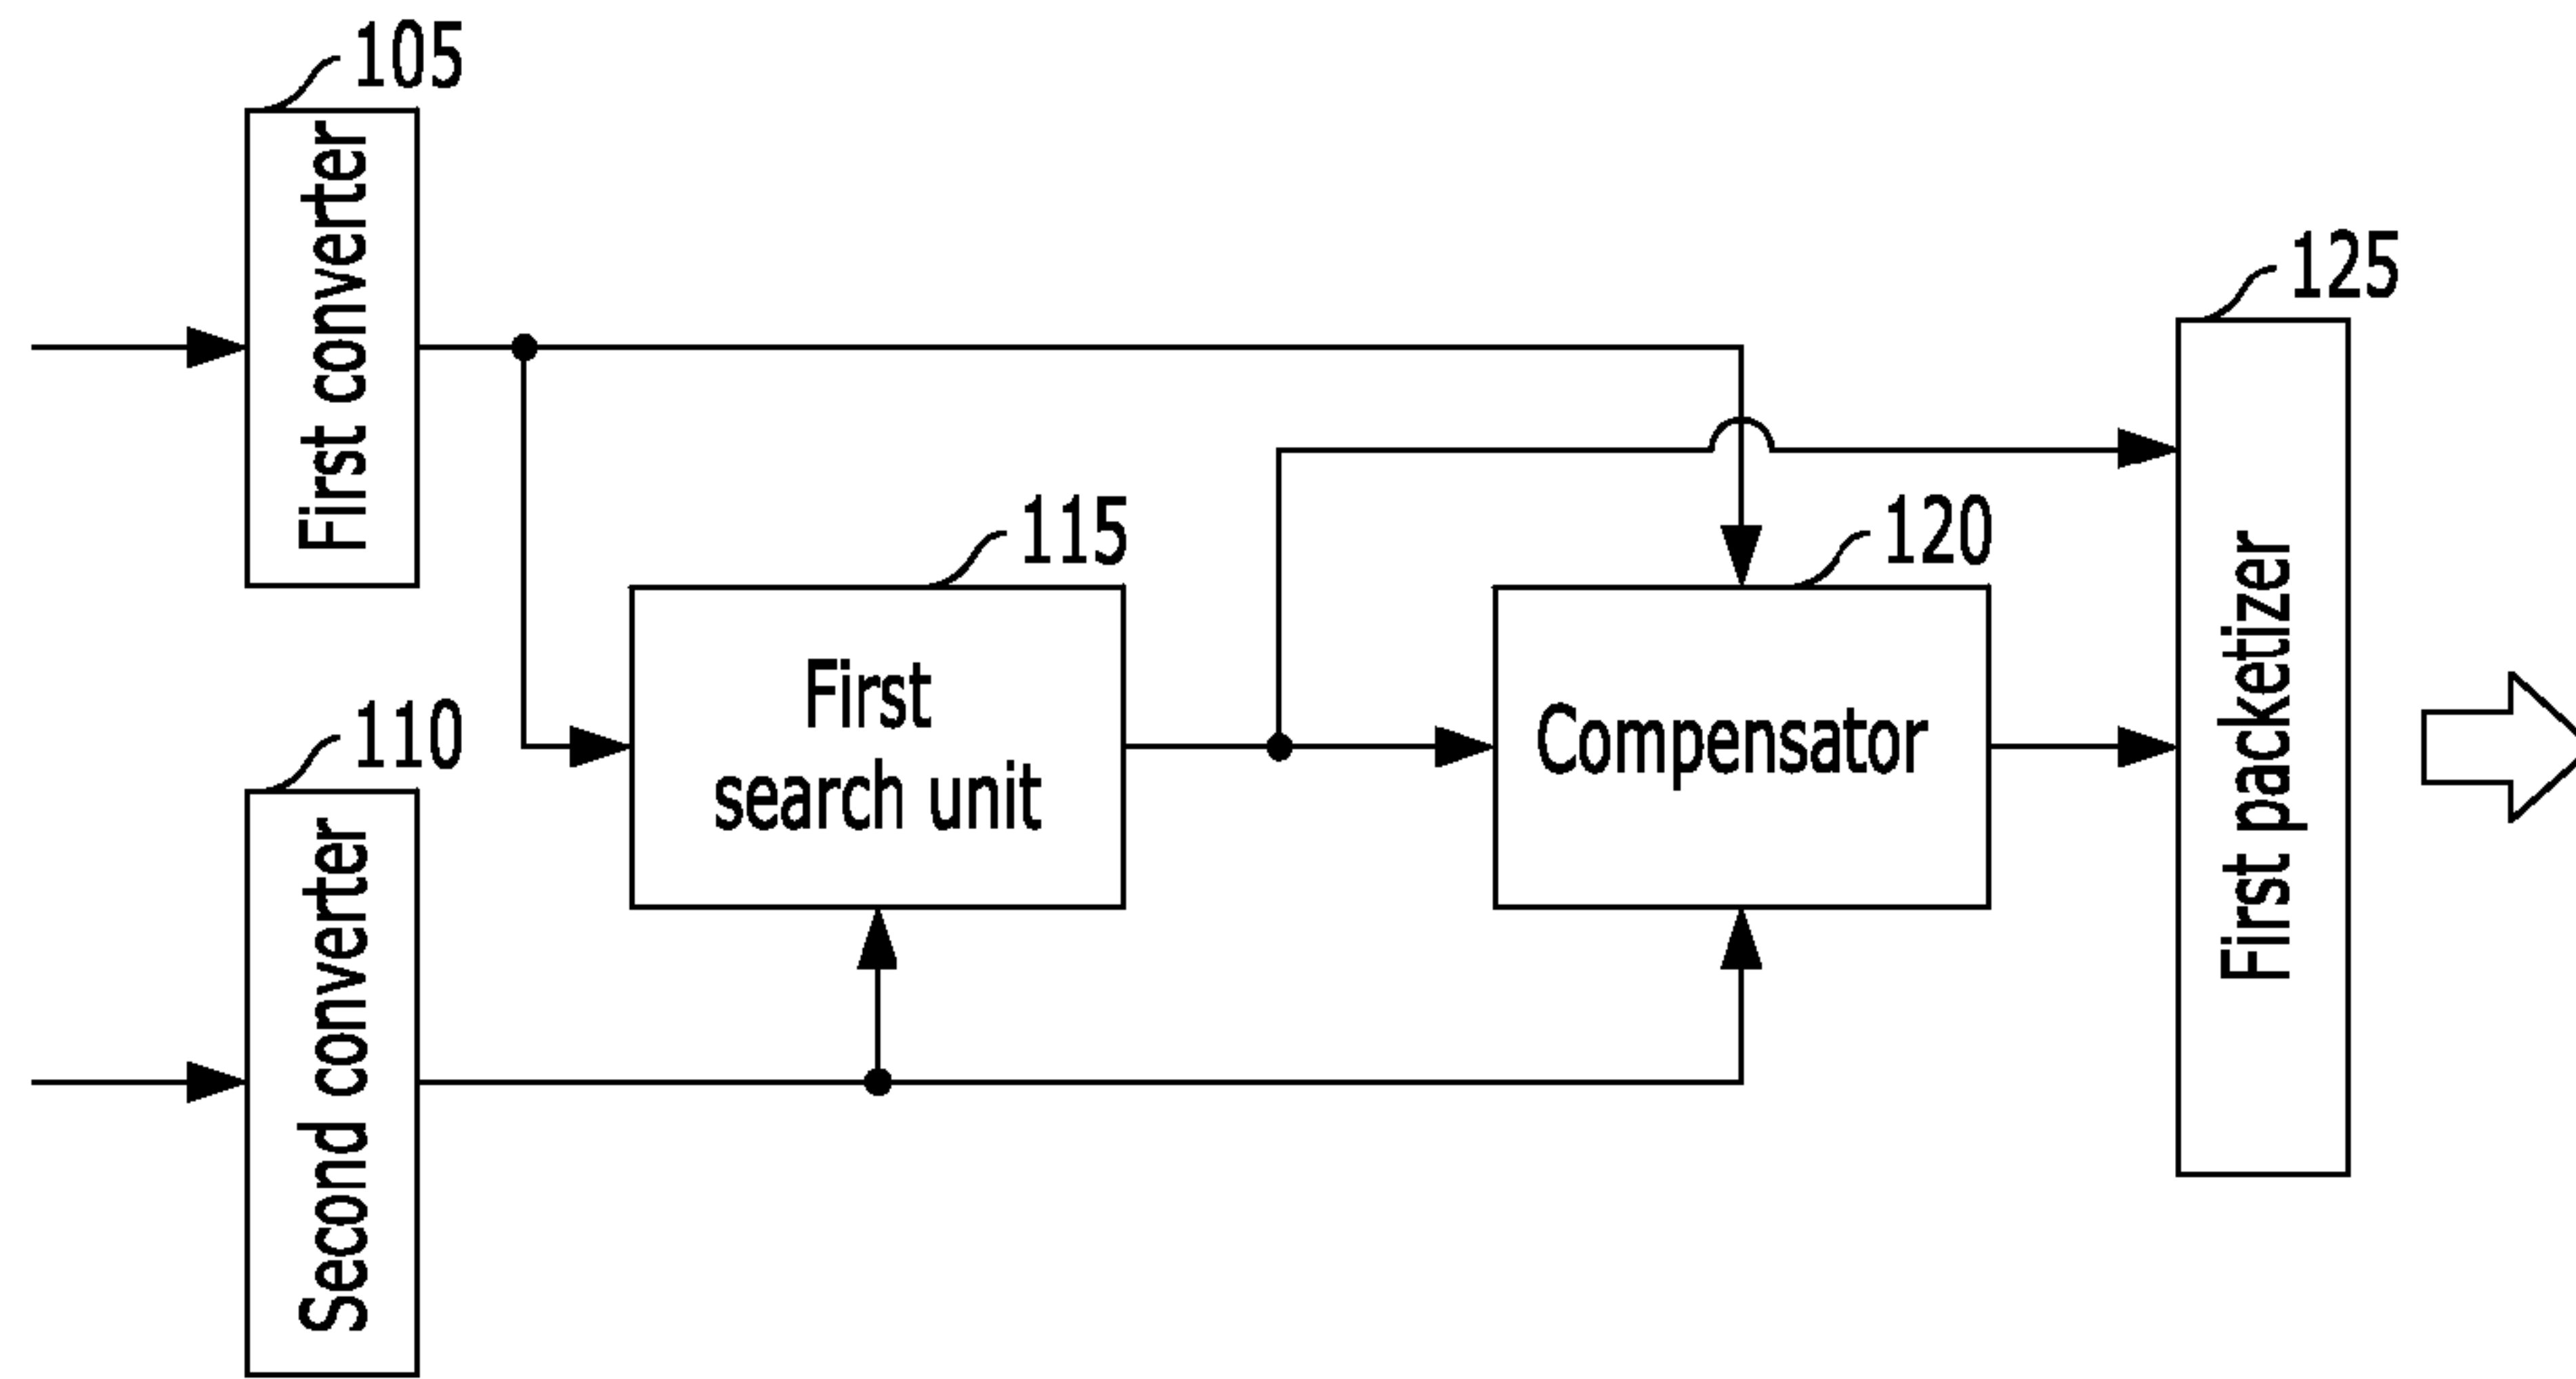 105
First converter
125
115
120
First
search unit
Compensator
First packetizer
110
Second converter